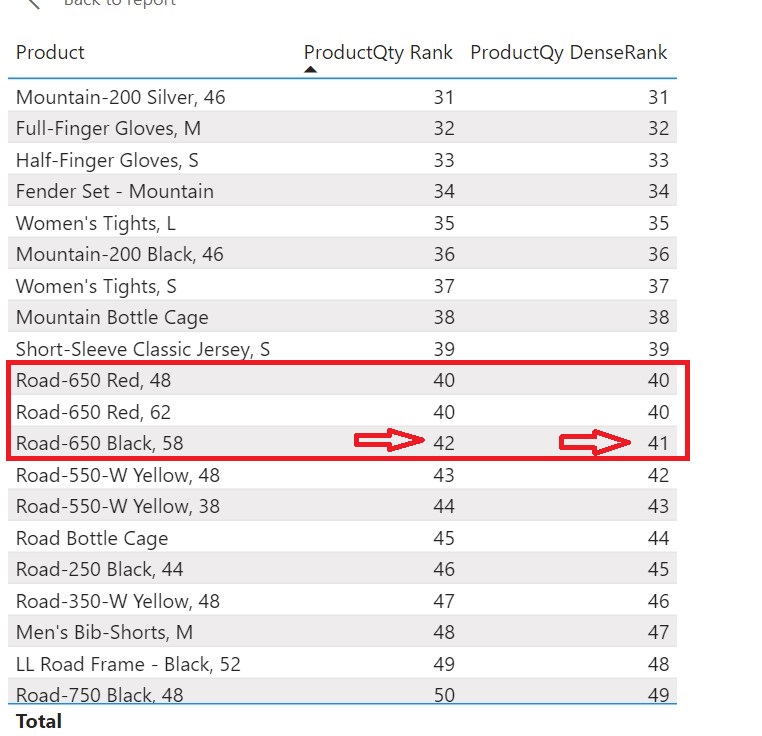 Back to report
Product ProductQty Rank ProductQy DenseRank
Mountain-200 Silver, 46 31 31
Full-Finger Gloves, M 32 32
Half-Finger Gloves, S 33 33
Fender Set - Mountain 34 34
Women's Tights, L 35 35
Mountain-200 Black, 46 36 36
Women's Tights, S 37 37
Mountain Bottle Cage 38 38
Short-Sleeve Classic Jersey, S 39 39
Road-650 Red, 48 40 40
Road-650 Red, 62 40 40
Road-650 Black, 58 42 41
Road-550-W Yellow, 48 43 42
Road-550-W Yellow, 38 44 43
Road Bottle Cage 45 44
Road-250 Black, 44 46 45
Road-350-W Yellow, 48 47 46
Men's Bib-Shorts, M 48 47
LL Road Frame - Black, 52 49 48
Road-750 Black, 48 50 49
Total